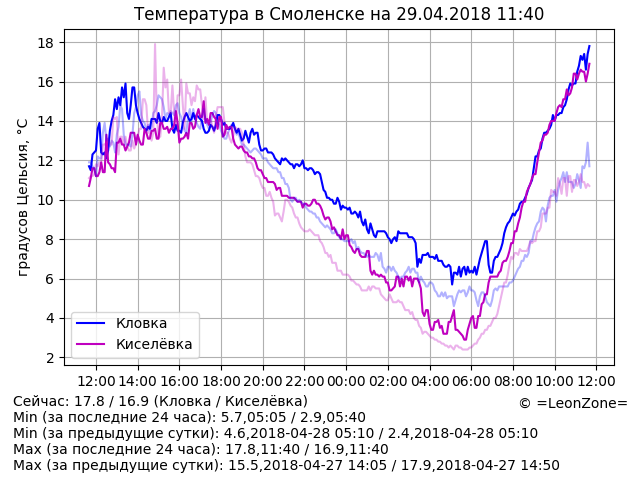 Температура в Смоленске на 29.04.2018 11:40
градусов Цельсия, °C
18
16
14
12
10
8
6
4
2
Кловка
Киселёвка
12:00 14:00 16:00 18:00 20:00 22:00 00:00 02:00 04:00 06:00 08:00 10:00 12:00
Сейчас: 17.8 / 16.9 (Кловка / Киселёвка)
© =LeonZone=
Min (за последние 24 часа): 5.7,05:05 / 2.9,05:40
Min (за предыдущие сутки): 4.6,2018-04-28 05:10 / 2.4,2018-04-28 05:10
Max (за последние 24 часа): 17.8,11:40 / 16.9,11:40
Max (за предыдущие сутки): 15.5,2018-04-27 14:05 / 17.9,2018-04-27 14:50